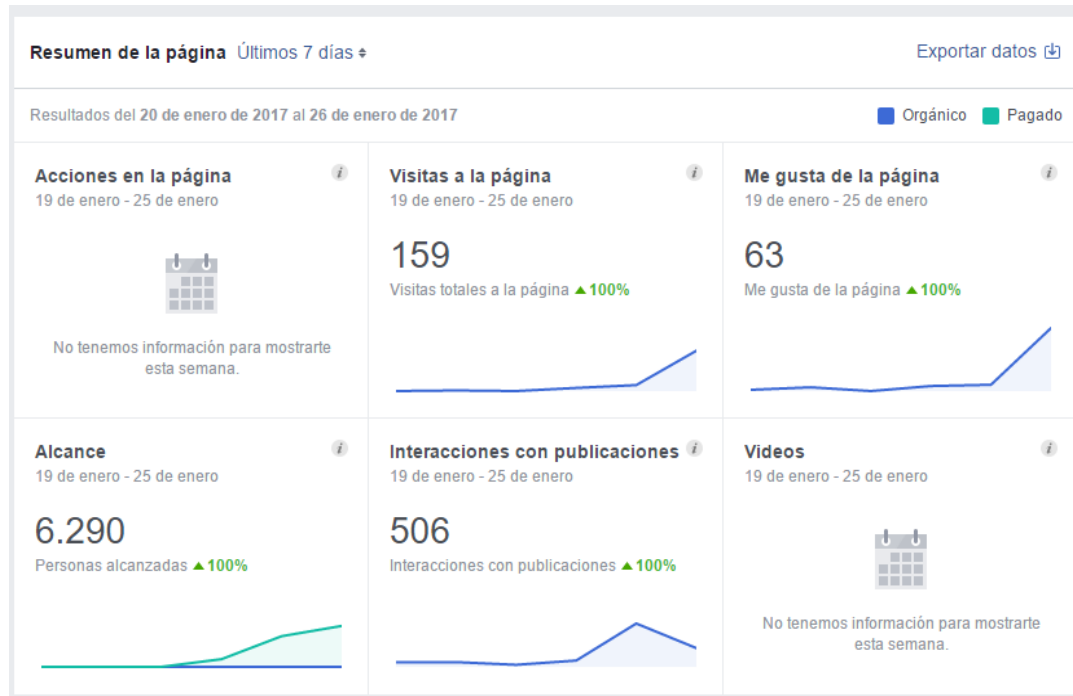 Resumen de la página Últimos 7 días
Exportar datos
Resultados del 20 de enero de 2017 al 26 de enero de 2017
Orgánico Pagado
Acciones en la página
19 de enero - 25 de enero
No tenemos información para mostrarte
esta semana.
Visitas a la página
19 de enero - 25 de enero
159
Visitas totales a la página ▲100%
Me gusta de la página
19 de enero - 25 de enero
63
Me gusta de la página ▲100%
Alcance
19 de enero - 25 de enero
6.290
Personas alcanzadas ▲100%
Interacciones con publicaciones
19 de enero - 25 de enero
506
Interacciones con publicaciones ▲100%
Videos
19 de enero - 25 de enero
No tenemos información para mostrarte
esta semana.